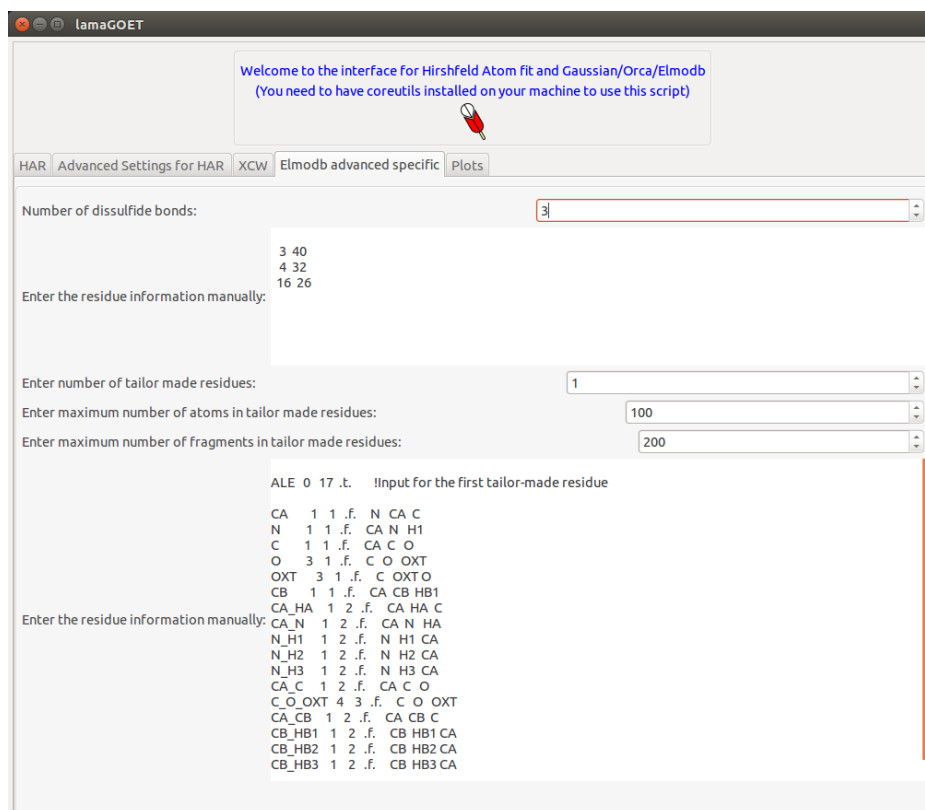 lamaGOET
Welcome to the interface for Hirshfeld Atom fit and Gaussian/Orca/Elmodb
(You need to have coreutils installed on your machine to use this script)
HAR Advanced Settings for HAR XCW Elmodb advanced specific Plots
Number of dissulfide bonds: 3
3 40
4 32
16 26
Enter the residue information manually:
Enter number of tailor made residues: 1
Enter maximum number of atoms in tailor made residues: 100
Enter maximum number of fragments in tailor made residues: 200
ALE 0 17 .t. !Input for the first tailor-made residue
CA 1 1 .f. N CA C
N 1 1 .f. CA N H1
C 1 1 .f. CA C O
O 3 1 .f. C O OXT
OXT 3 1 .f. C OXT O
CB 1 1 .f. CA CB HB1
CA_HA 1 2 .f. CA HA C
Enter the residue information manually:
CA_N 1 2 .f. CA N HA
N_H1 1 2 .f. N H1 CA
N_H2 1 2 .f. N H2 CA
N_H3 1 2 .f. N H3 CA
CA_C 1 2 .f. CA C O
C_O_OXT 4 3 .f. C O OXT
CA_CB 1 2 .f. CA CB C
CB_HB1 1 2 .f. CB HB1 CA
CB_HB2 1 2 .f. CB HB2 CA
CB_HB3 1 2 .f. CB HB3 CA